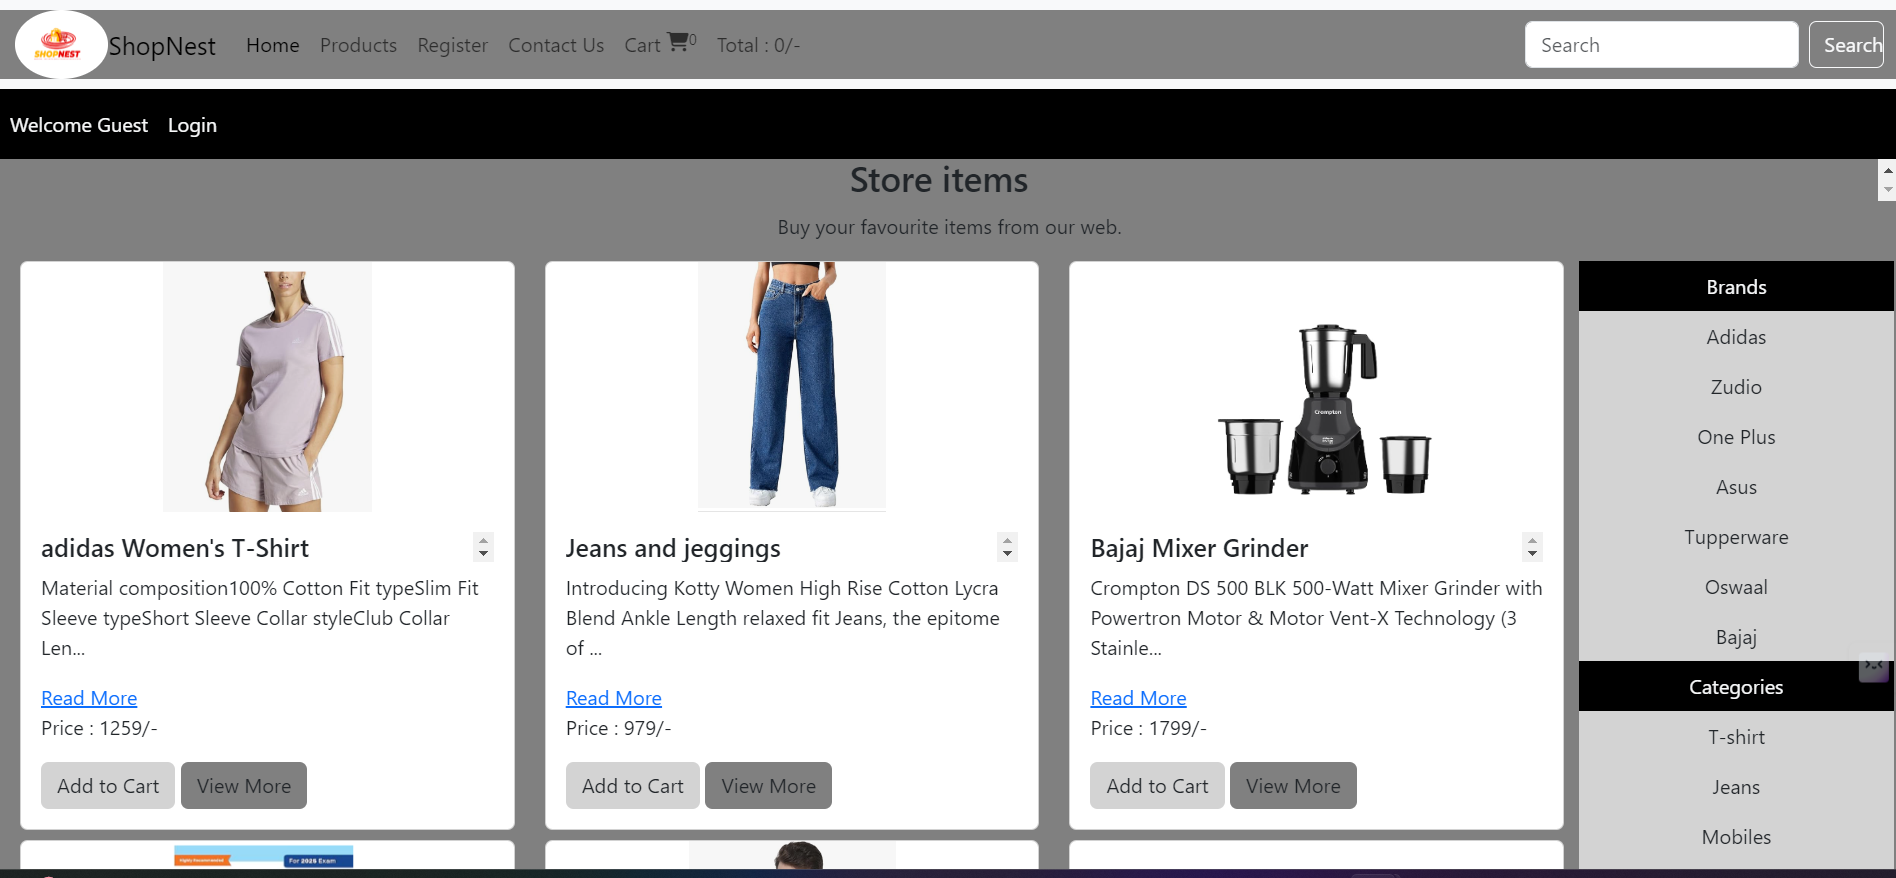 SHOPNEST
ShopNest Home Products Register Contact Us Cart 0 Total : 0/- Search Search
Welcome Guest Login
Store items
Buy your favourite items from our web.
adidas Women's T-Shirt
Material composition100% Cotton Fit typeSlim Fit
Sleeve typeShort Sleeve Collar styleClub Collar
Len...
Read More
Price : 1259/-
Add to Cart View More
Jeans and jeggings
Introducing Kotty Women High Rise Cotton Lycra
Blend Ankle Length relaxed fit Jeans, the epitome
of ...
Read More
Price : 979/-
Add to Cart View More
Crompton
Bajaj Mixer Grinder
Crompton DS 500 BLK 500-Watt Mixer Grinder with
Powertron Motor & Motor Vent-X Technology (3
Stainle...
Read More
Price : 1799/-
Add to Cart View More
Brands
Adidas
Zudio
One Plus
Asus
Tupperware
Oswaal
Bajaj
Categories
T-shirt
Jeans
Mobiles
Highly Recommended For 2025 Exam